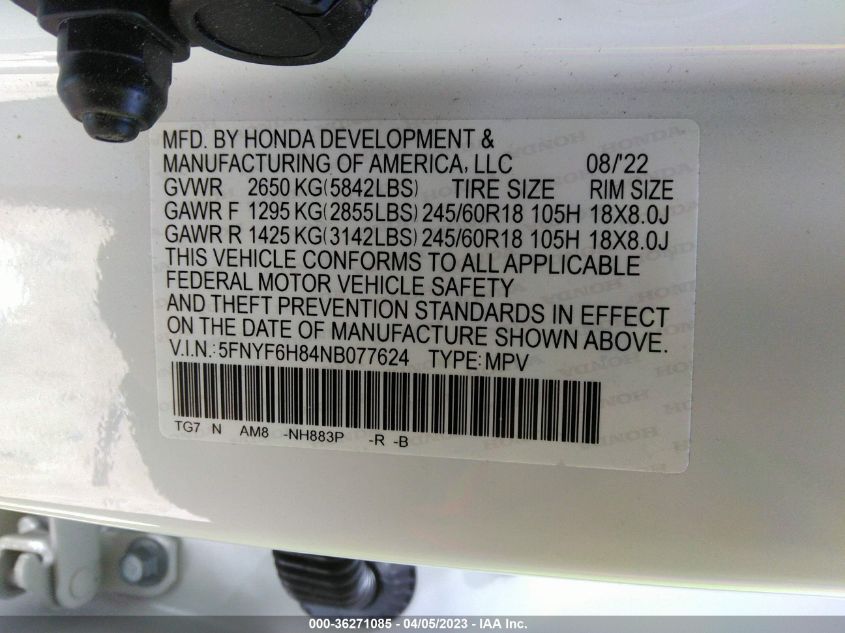 MFD. BY HONDA DEVELOPMENT &
MANUFACTURING OF AMERICA, LLC 08/'22
GVWR 2650 KG(5842LBS) TIRE SIZE RIM SIZE
GAWR F 1295 KG(2855LBS) 245/60R18 105H 18X8.0J
GAWR R 1425 KG(3142LBS) 245/60R18 105H 18X8.0J
THIS VEHICLE CONFORMS TO ALL APPLICABLE
FEDERAL MOTOR VEHICLE SAFETY
AND THEFT PREVENTION STANDARDS IN EFFECT
ON THE DATE OF MANUFACTURE SHOWN ABOVE.
V.I.N.: 5FNYF6H84NB077624 TYPE: MPV
TG7 N AM8 -NH883P -R -B
000-36271085 - 04/05/2023 - IAA Inc.